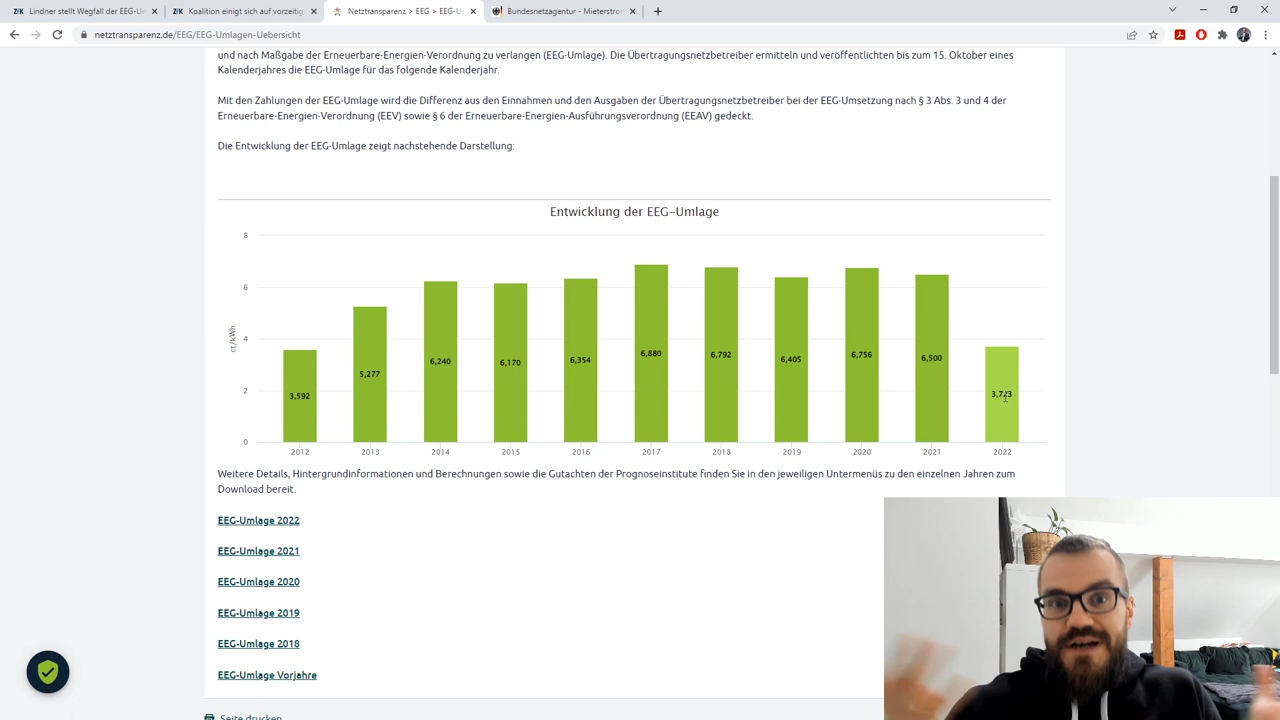 Lindner stellt Wegfall der EEG-U
Koalition einigt sich auf vorzeitig
Netztransparenz > EEG > EEG-U
Bundesnetzagentur - Mieterstrom
netztransparenz.de/EEG/EEG-Umlagen-Uebersicht
und nach Maßgabe der Erneuerbare-Energien-Verordnung zu verlangen (EEG-Umlage). Die Übertragungsnetzbetreiber ermitteln und veröffentlichten bis zum 15. Oktober eines
Kalenderjahres die EEG-Umlage für das folgende Kalenderjahr.
Mit den Zahlungen der EEG-Umlage wird die Differenz aus den Einnahmen und den Ausgaben der Übertragungsnetzbetreiber bei der EEG-Umsetzung nach § 3 Abs. 3 und 4 der
Erneuerbare-Energien-Verordnung (EEV) sowie § 6 der Erneuerbare-Energien-Ausführungsverordnung (EEAV) gedeckt.
Die Entwicklung der EEG-Umlage zeigt nachstehende Darstellung:
Entwicklung der EEG-Umlage
8
6
4
2
0
ct/kWh
3,592
5,277
6,240
6,170
6,354
6,880
6,792
6,405
6,756
6,500
3,723
2012
2013
2014
2015
2016
2017
2018
2019
2020
2021
2022
Weitere Details, Hintergrundinformationen und Berechnungen sowie die Gutachten der Prognoseinstitute finden Sie in den jeweiligen Untermenüs zu den einzelnen Jahren zum
Download bereit.
EEG-Umlage 2022
EEG-Umlage 2021
EEG-Umlage 2020
EEG-Umlage 2019
EEG-Umlage 2018
EEG-Umlage Vorjahre
Seite drucken